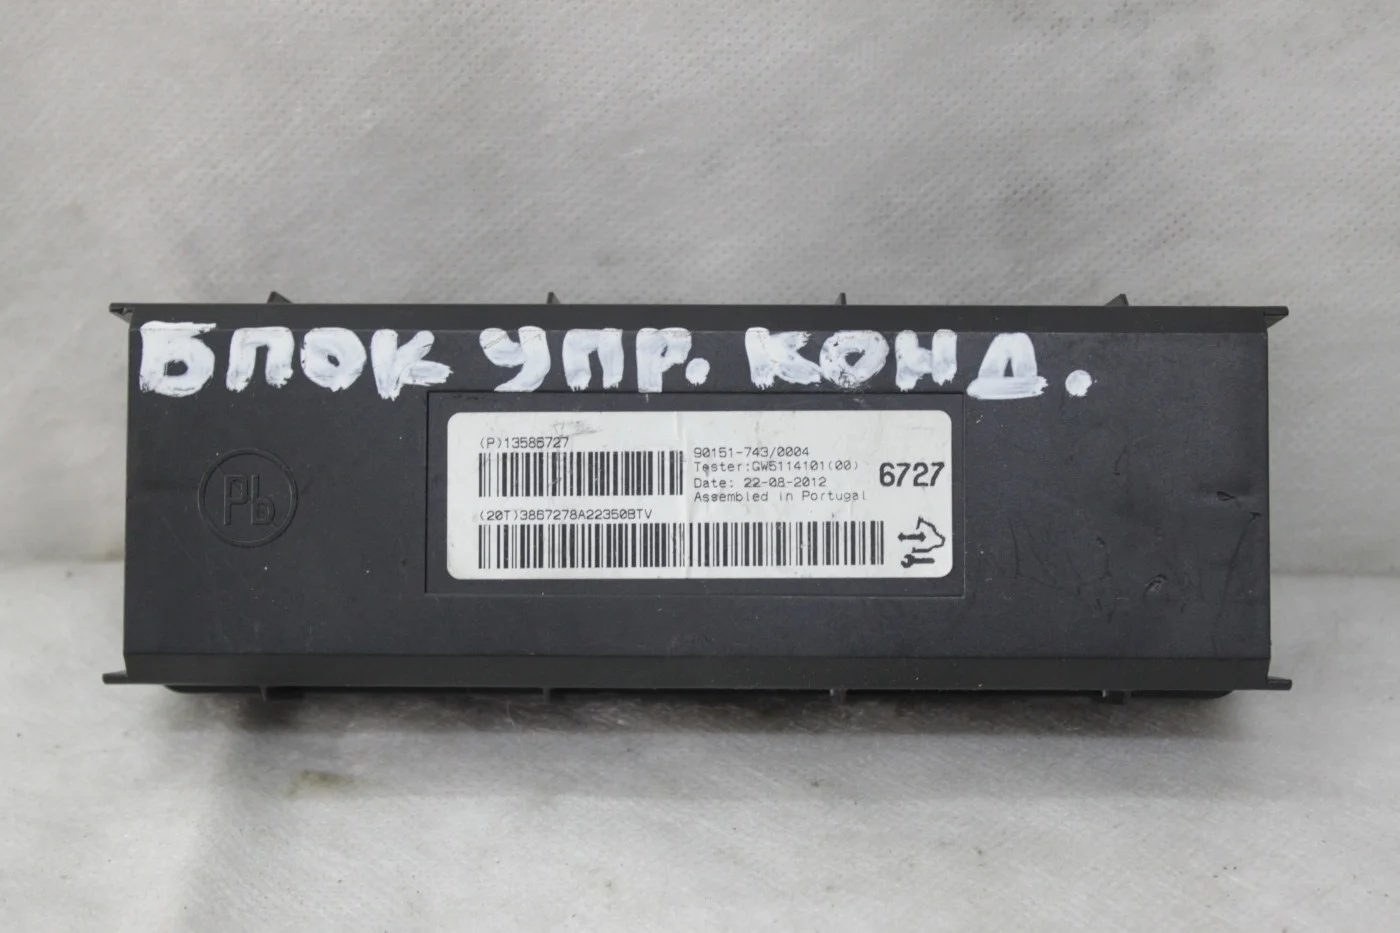 БЛОК УПР. КОНД.
(P)13586727
90151-743/0004
Tester:GW5114101(00)
6727
Date: 22-08-2012
Assembled in Portugal
(20T)3867278A22350BTV
Pb